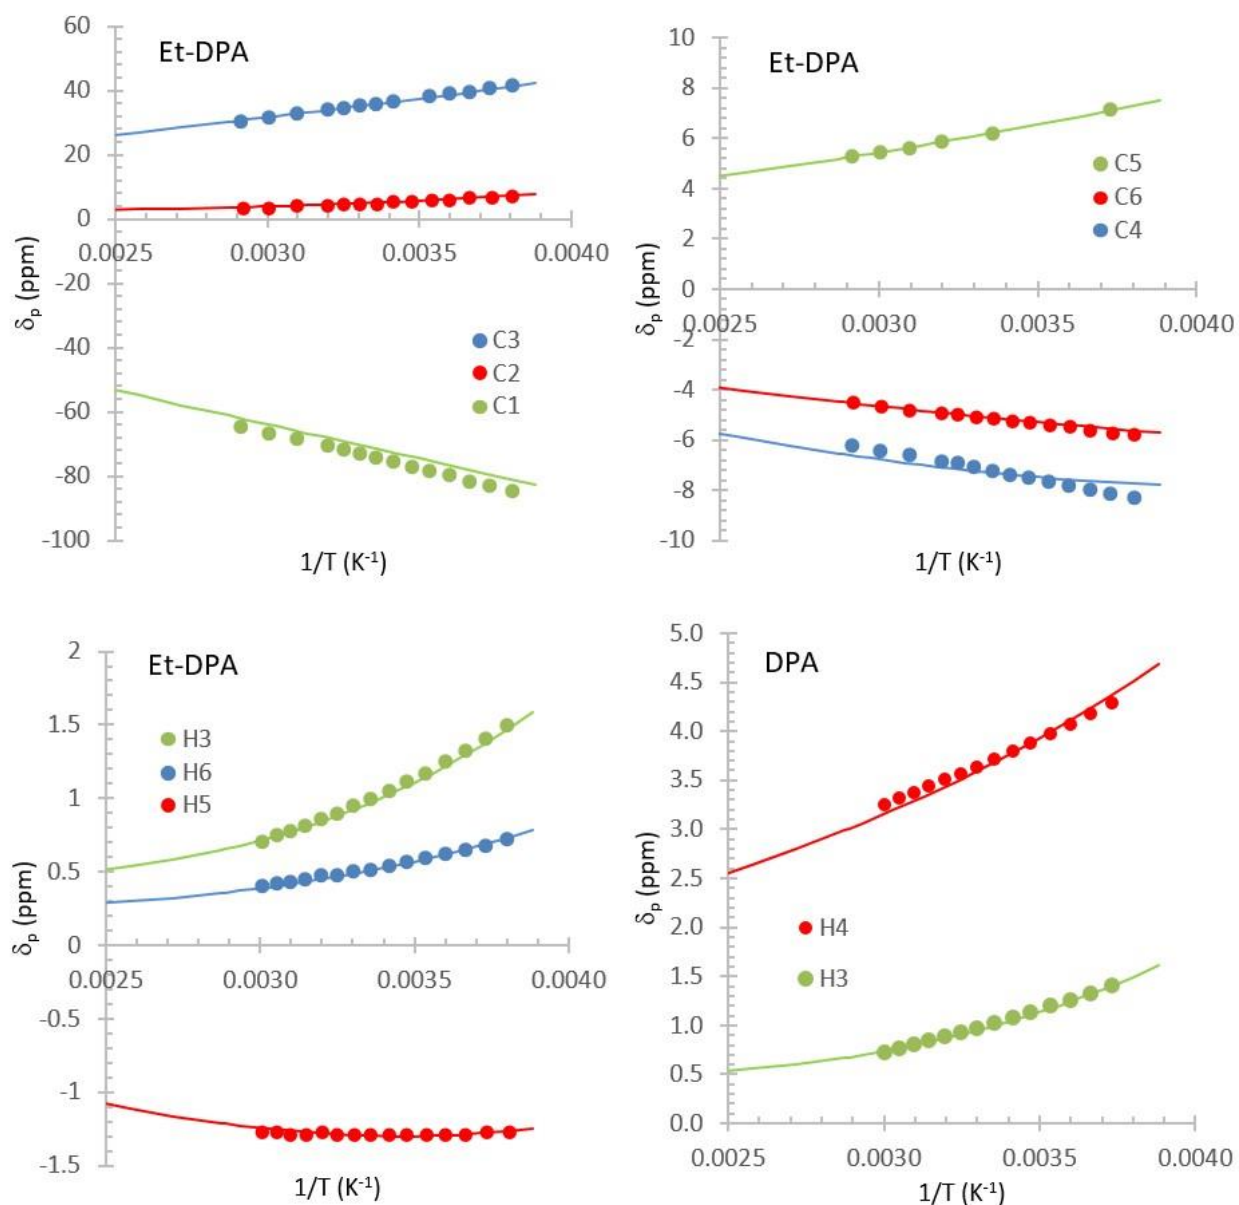 Et-DPA
60
40
20
0
-20
-40
-60
-80
-100
0.0025 0.0030 0.0035 0.0040
δp (ppm)
C3
C2
C1
1/T (K-1)
Et-DPA
10
8
6
4
2
0
-2
-4
-6
-8
-10
0.0025 0.0030 0.0035 0.0040
δp (ppm)
C5
C6
C4
1/T (K-1)
Et-DPA
2
1.5
1
0.5
0
-0.5
-1
-1.5
0.0025 0.0030 0.0035 0.0040
δp (ppm)
H3
H6
H5
1/T (K-1)
DPA
5.0
4.5
4.0
3.5
3.0
2.5
2.0
1.5
1.0
0.5
0.0
0.0025 0.0030 0.0035 0.0040
δp (ppm)
H4
H3
1/T (K-1)